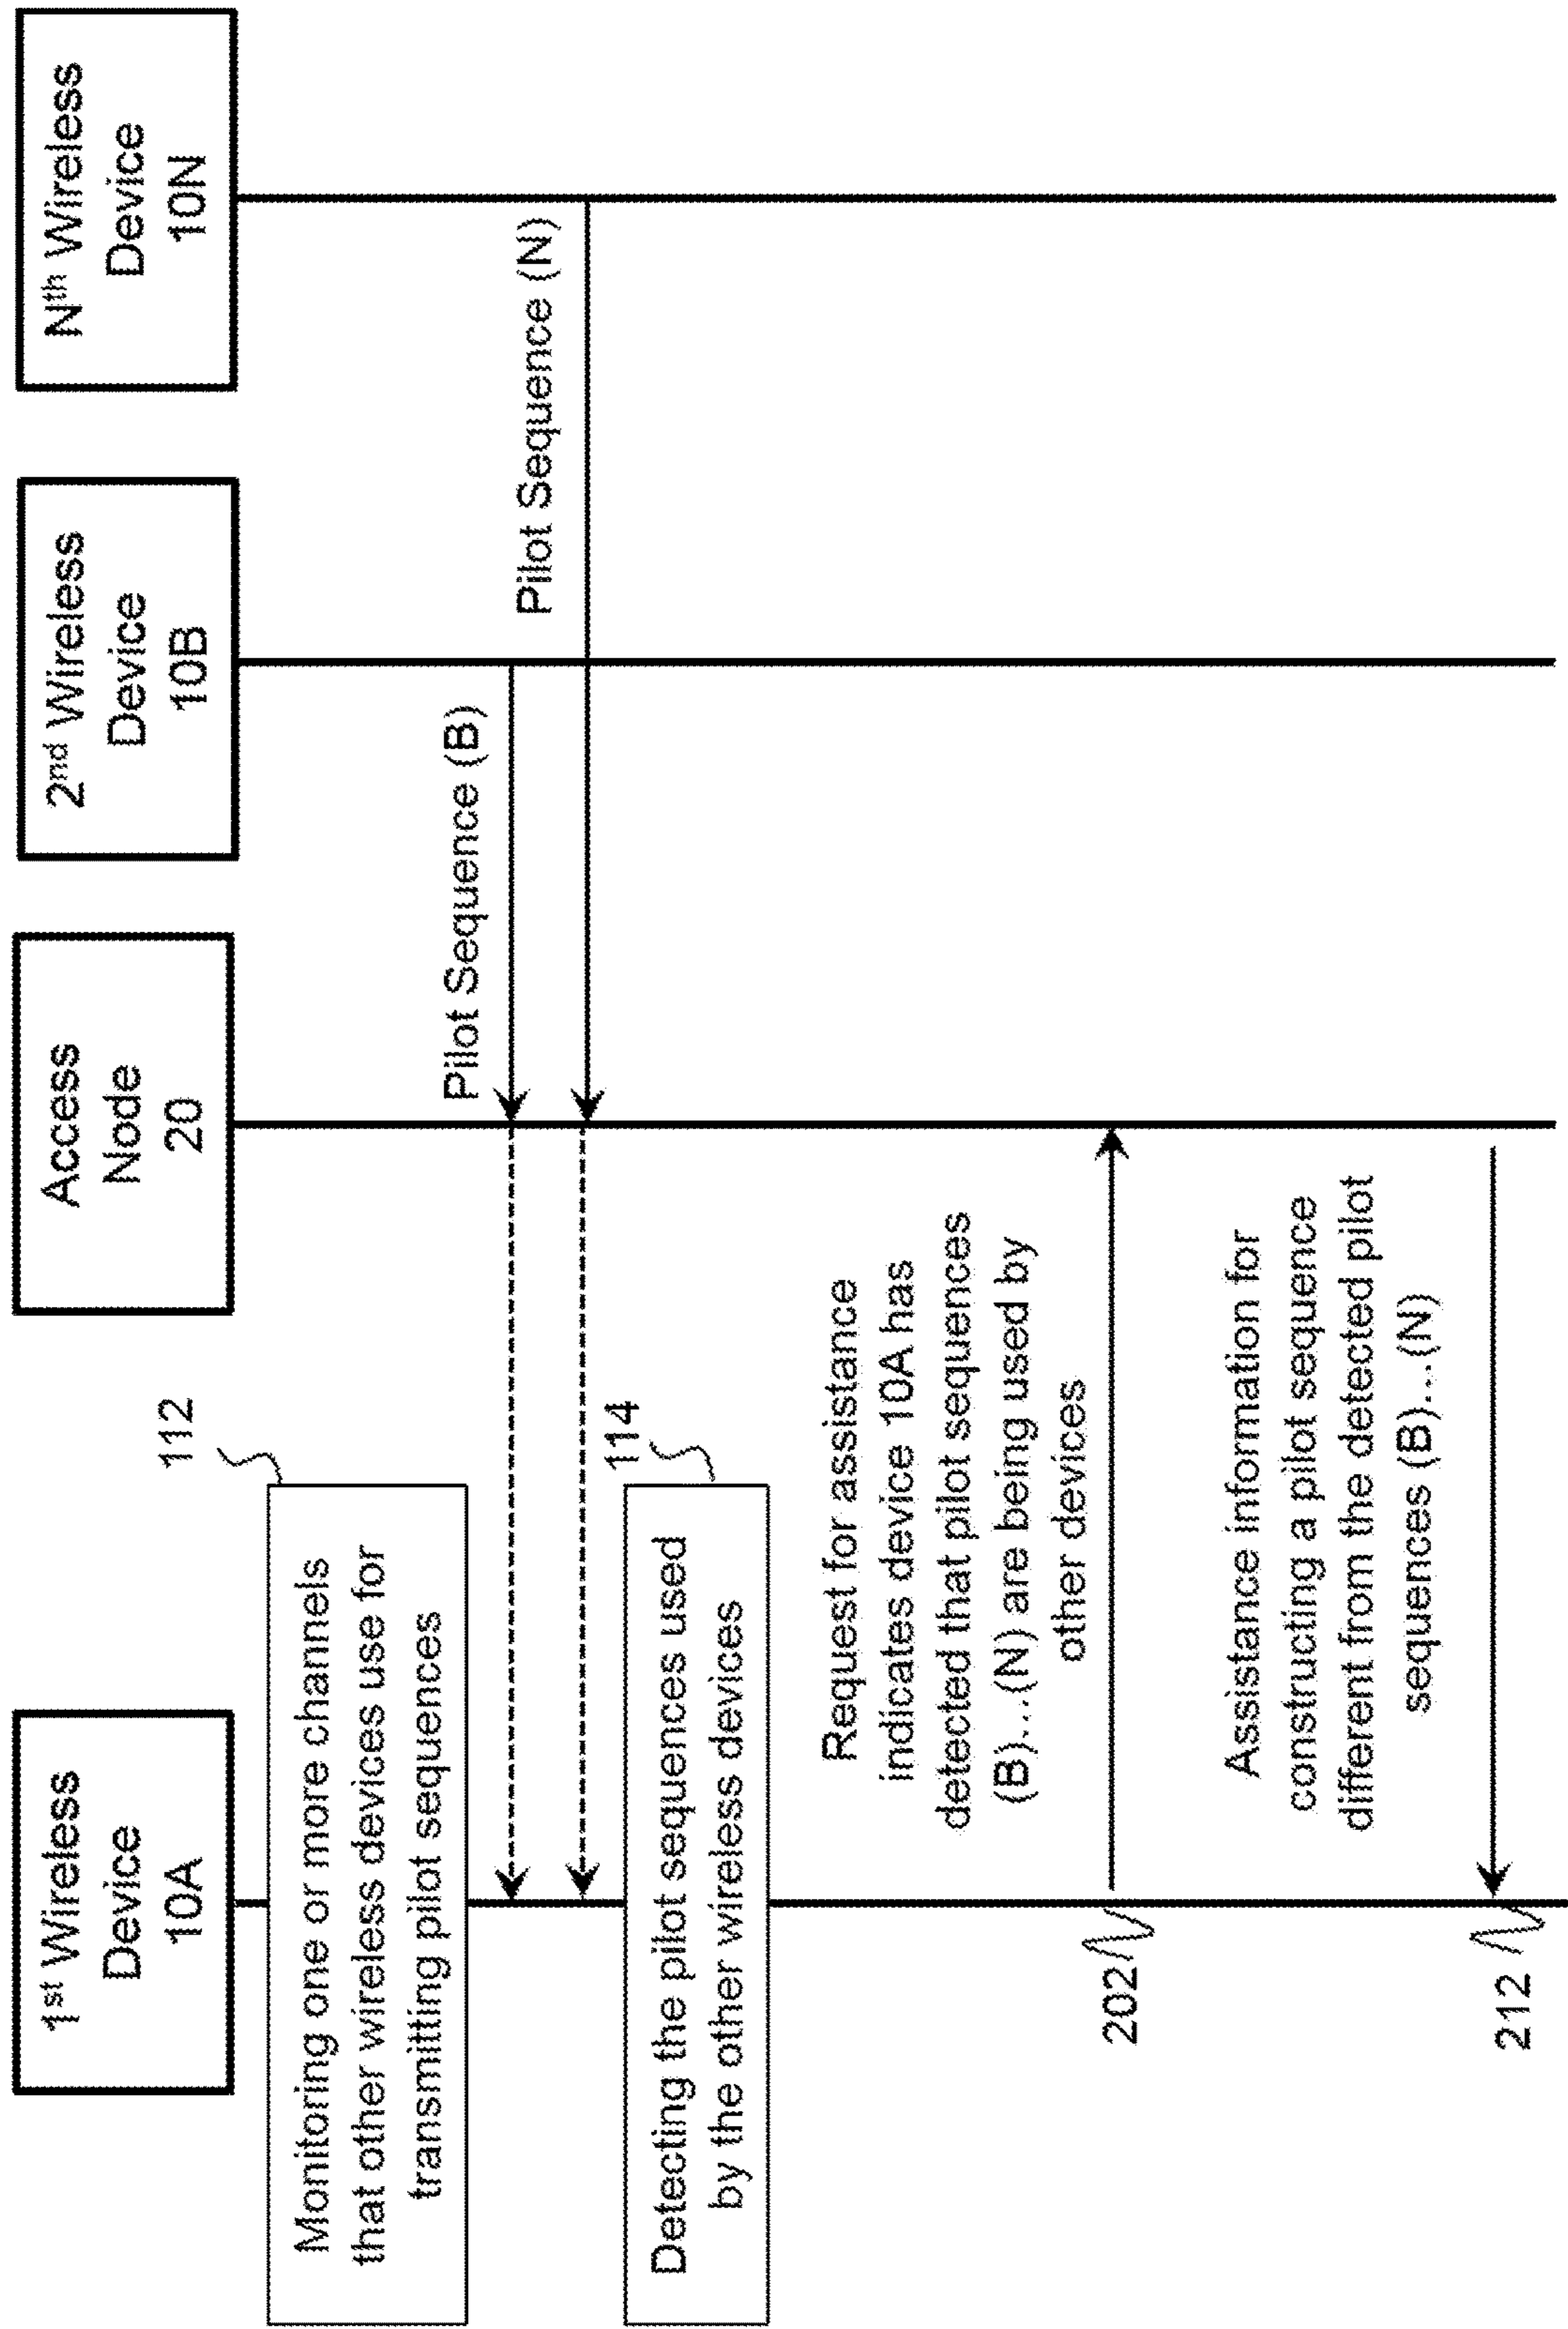 1st Wireless
Device
10A
Access
Node
20
2nd Wireless
Device
10B
Nth Wireless
Device
10N
112
Monitoring one or more channels
that other wireless devices use for
transmitting pilot sequences
Pilot Sequence (B)
Pilot Sequence (N)
114
Detecting the pilot sequences used
by the other wireless devices
Request for assistance
indicates device 10A has
detected that pilot sequences
(B)...(N) are being used by
other devices
202
Assistance information for
constructing a pilot sequence
different from the detected pilot
sequences (B)...(N)
212